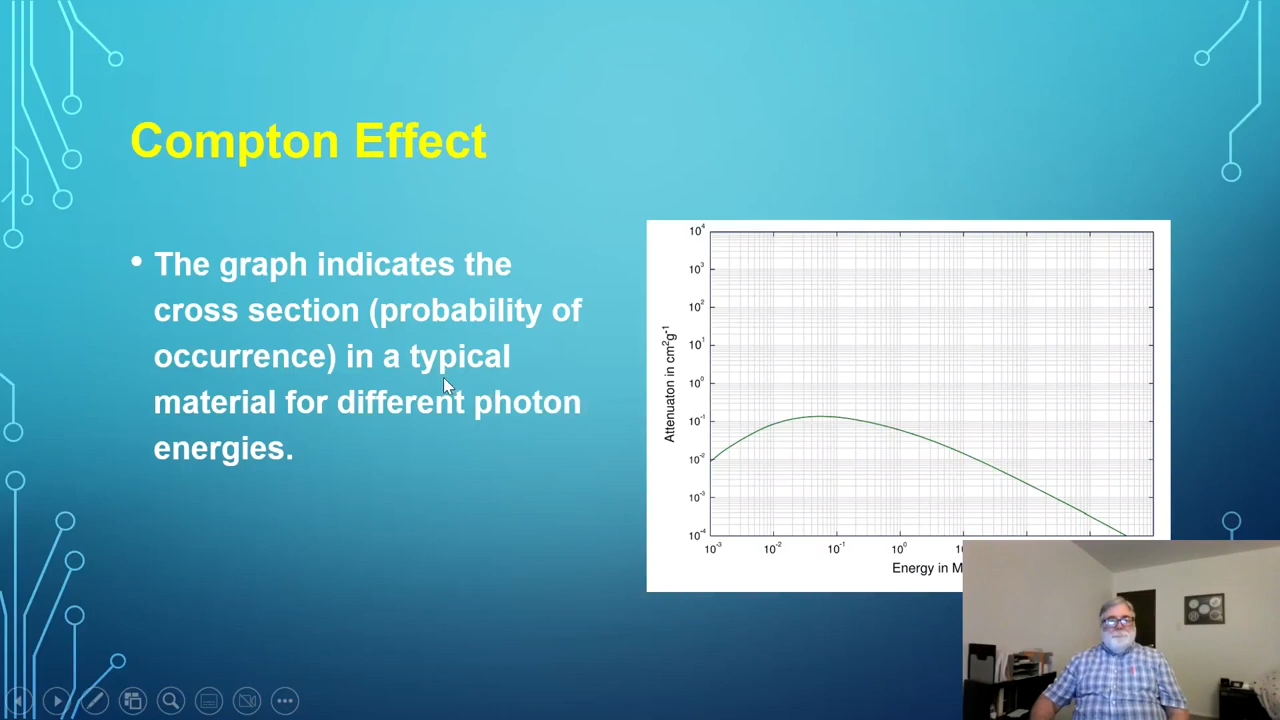 Compton Effect
• The graph indicates the
cross section (probability of
occurrence) in a typical
material for different photon
energies.
Attenuaton in cm²g⁻¹
10⁴
10³
10²
10¹
10⁰
10⁻¹
10⁻²
10⁻³
10⁻⁴
10⁻³ 10⁻² 10⁻¹ 10⁰
Energy in M